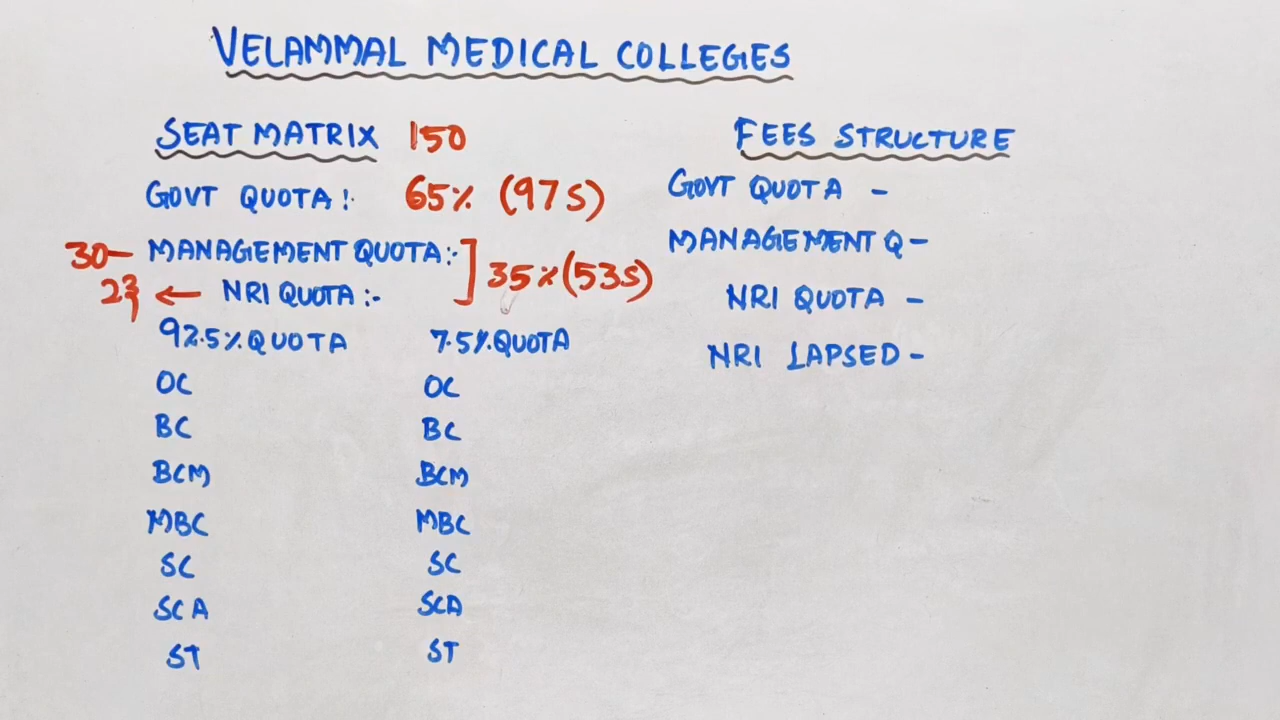 VELAMMAL MEDICAL COLLEGES
SEAT MATRIX 150
GOVT QUOTA:- 65% (97S)
30- MANAGEMENT QUOTA:-
23 ← NRI QUOTA:-
] 35% (53S)
92.5% QUOTA 7.5% QUOTA
OC OC
BC BC
BCM BCM
MBC MBC
SC SC
SCA SCA
ST ST
FEES STRUCTURE
GOVT QUOTA -
MANAGEMENT Q-
NRI QUOTA -
NRI LAPSED -